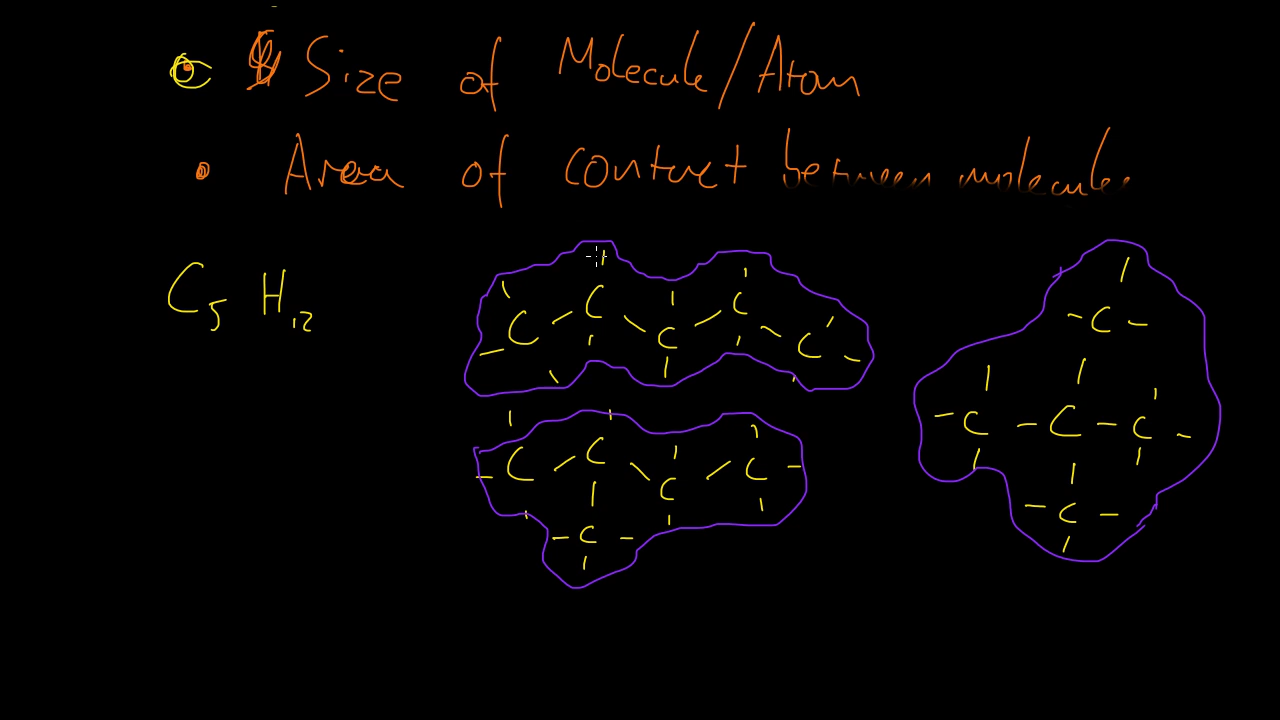 Size of Molecule/Atom
Area of contact between molecules
C5 H12
C C C C C
C C C C
C
C
C C C
C